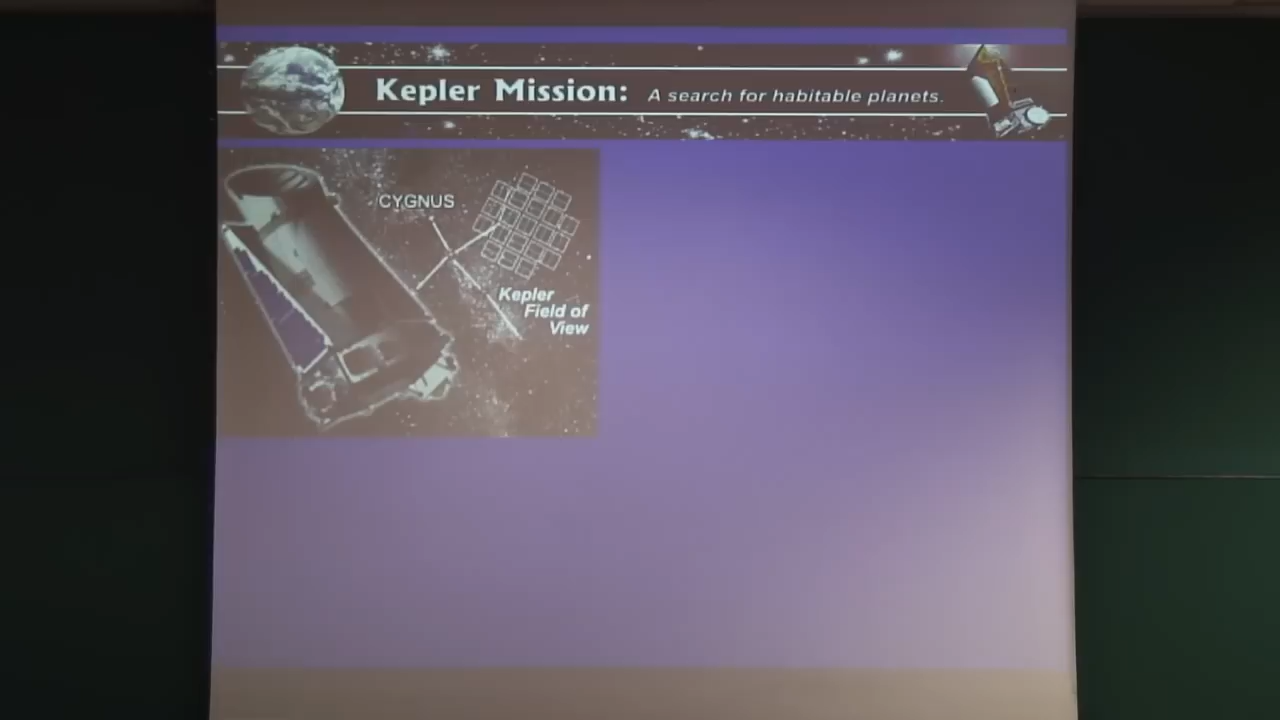 Kepler Mission: A search for habitable planets.
CYGNUS
Kepler
Field of
View